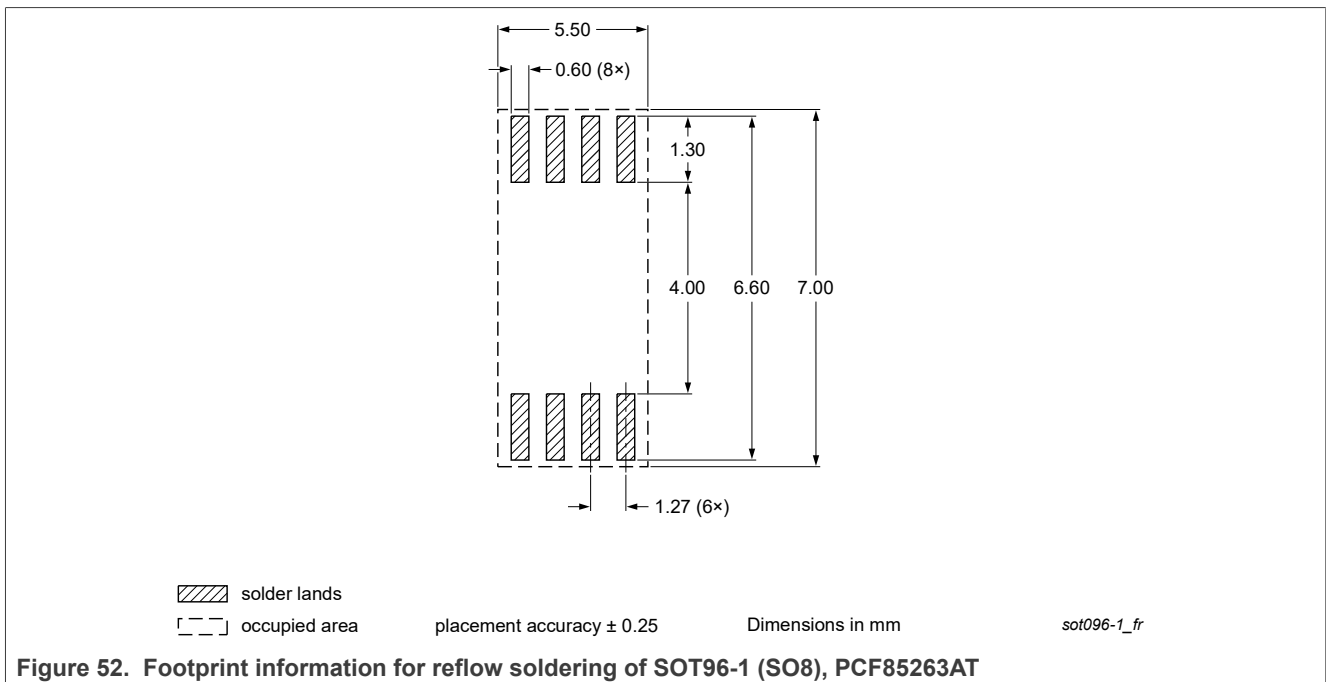 5.50
0.60 (8×)
1.30
4.00 6.60 7.00
1.27 (6×)
solder lands
occupied area placement accuracy ± 0.25 Dimensions in mm sot096-1_fr
Figure 52. Footprint information for reflow soldering of SOT96-1 (SO8), PCF85263AT